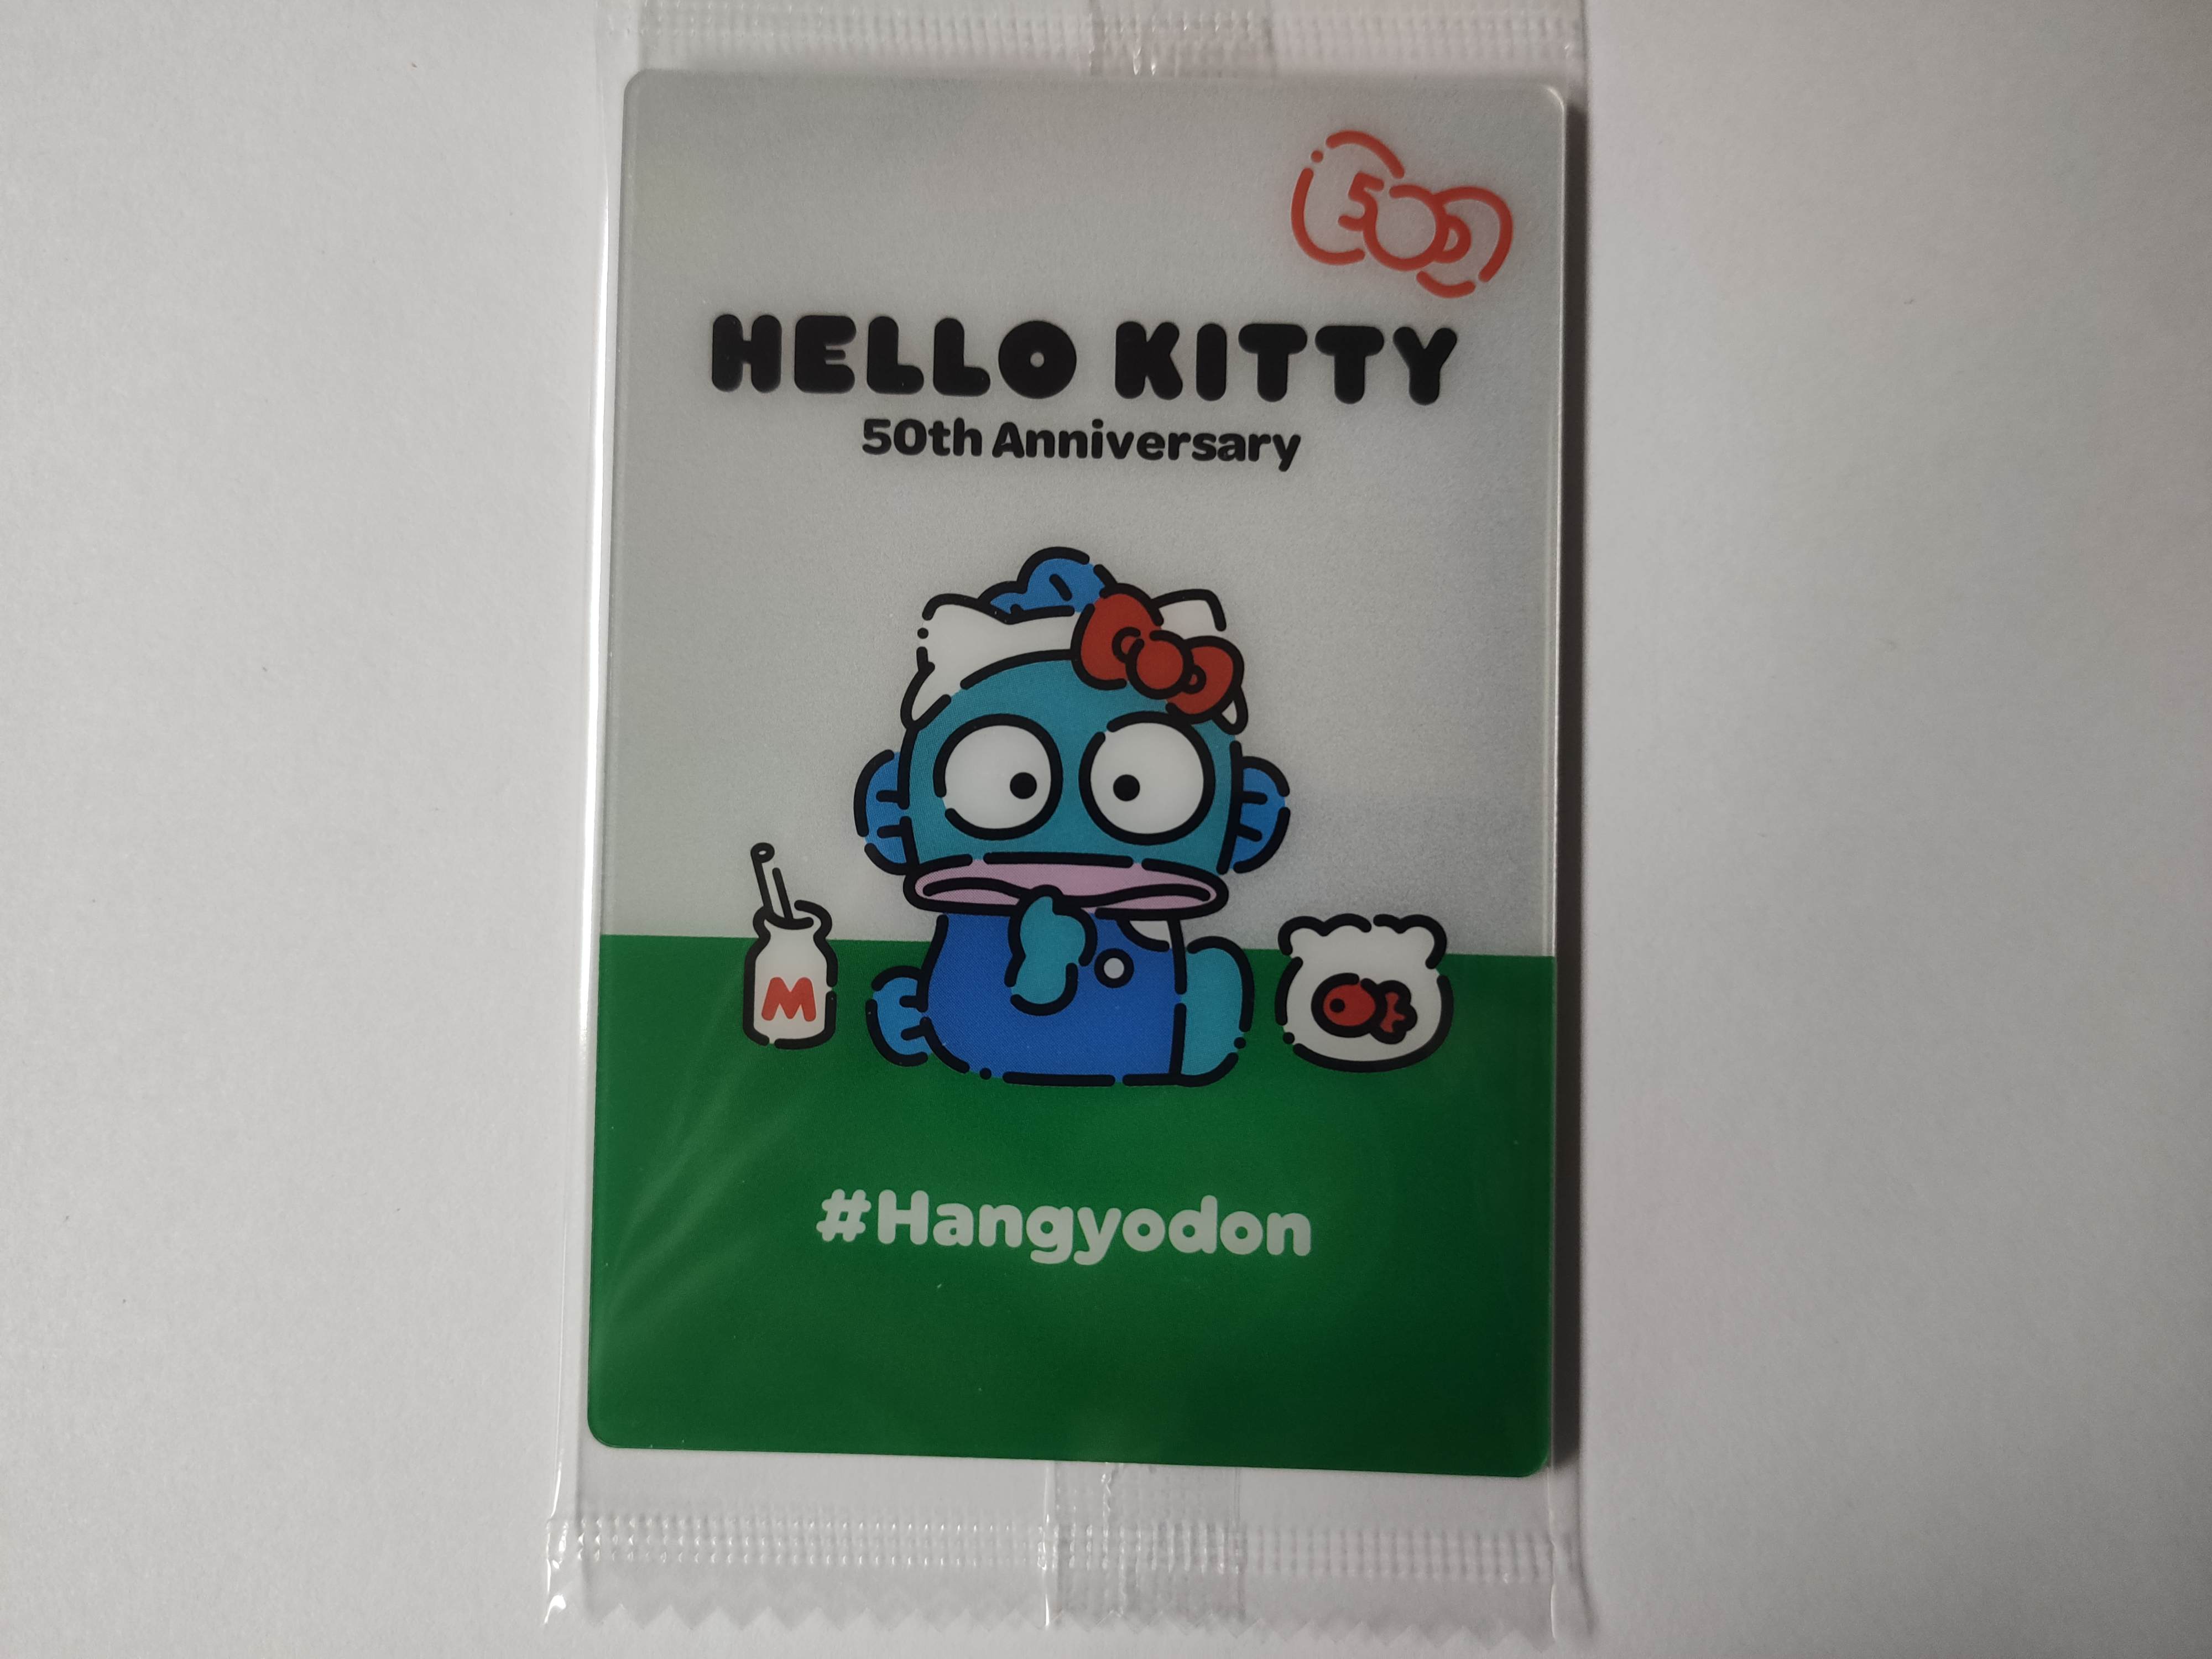 50
HELLO KITTY
50th Anniversary
M
#Hangyodon